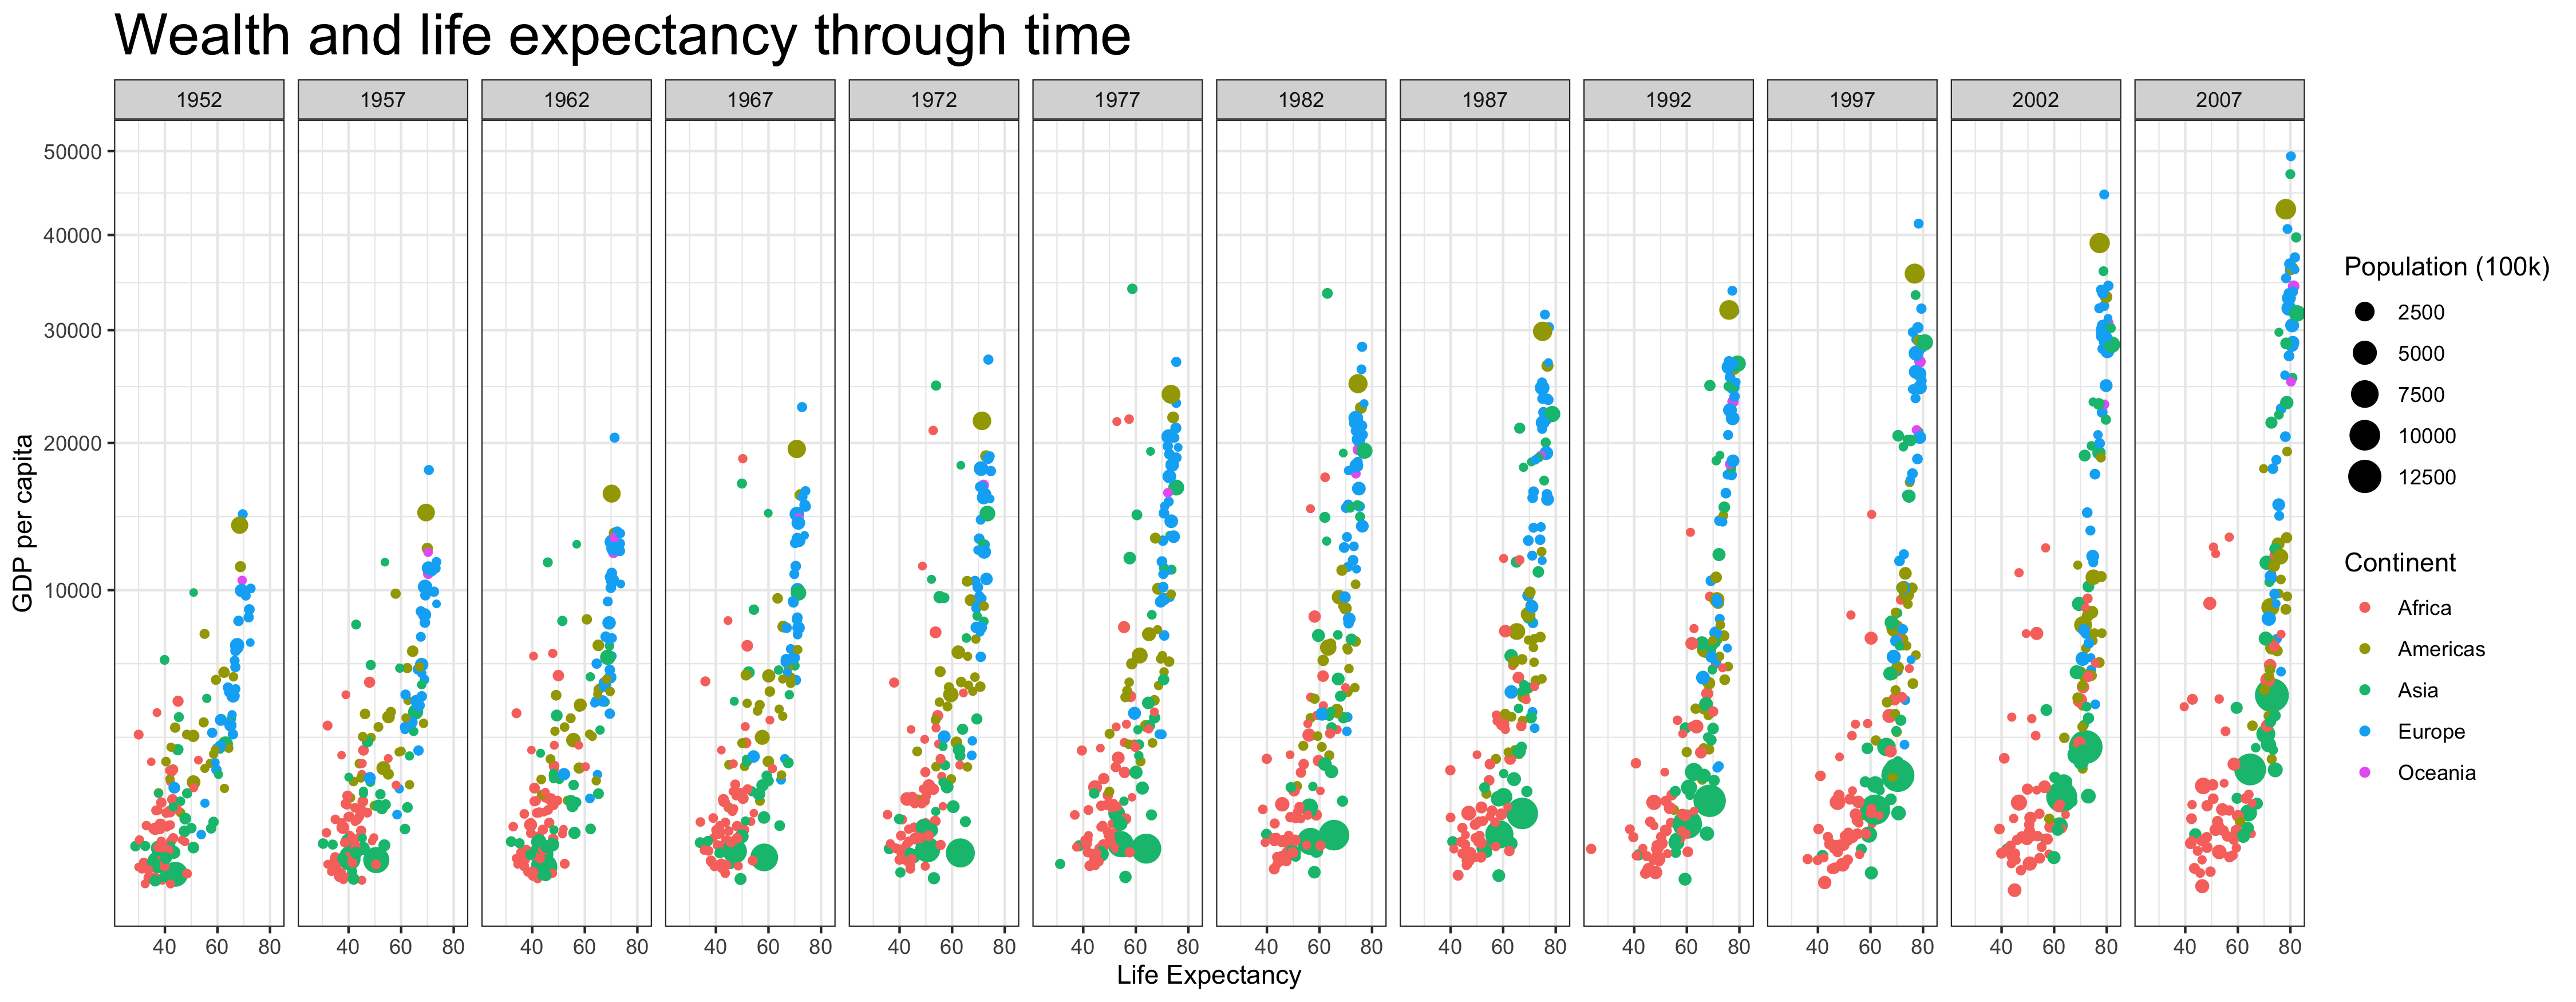 Wealth and life expectancy through time
1952 1957 1962 1967 1972 1977 1982 1987 1992 1997 2002 2007
50000
40000
30000
20000
10000
GDP per capita
40 60 80 40 60 80 40 60 80 40 60 80 40 60 80 40 60 80 40 60 80 40 60 80 40 60 80 40 60 80 40 60 80 40 60 80
Life Expectancy
Population (100k)
2500
5000
7500
10000
12500
Continent
Africa
Americas
Asia
Europe
Oceania